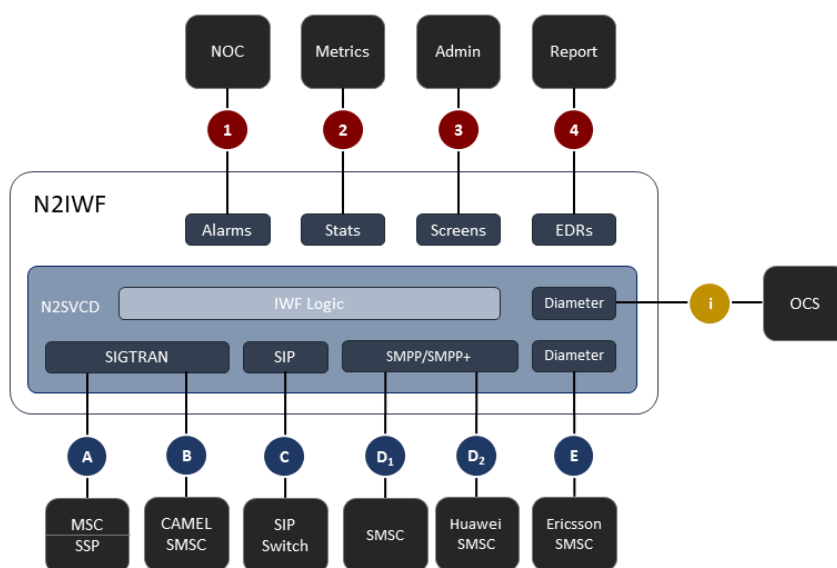 NOC
Metrics
Admin
Report
1
2
3
4
N2IWF
Alarms
Stats
Screens
EDRs
N2SVCD
IWF Logic
Diameter
i
OCS
SIGTRAN
SIP
SMPP/SMPP+
Diameter
A
B
C
D₁
D₂
E
MSC
SSP
CAMEL
SMSC
SIP
Switch
SMSC
Huawei
SMSC
Ericsson
SMSC